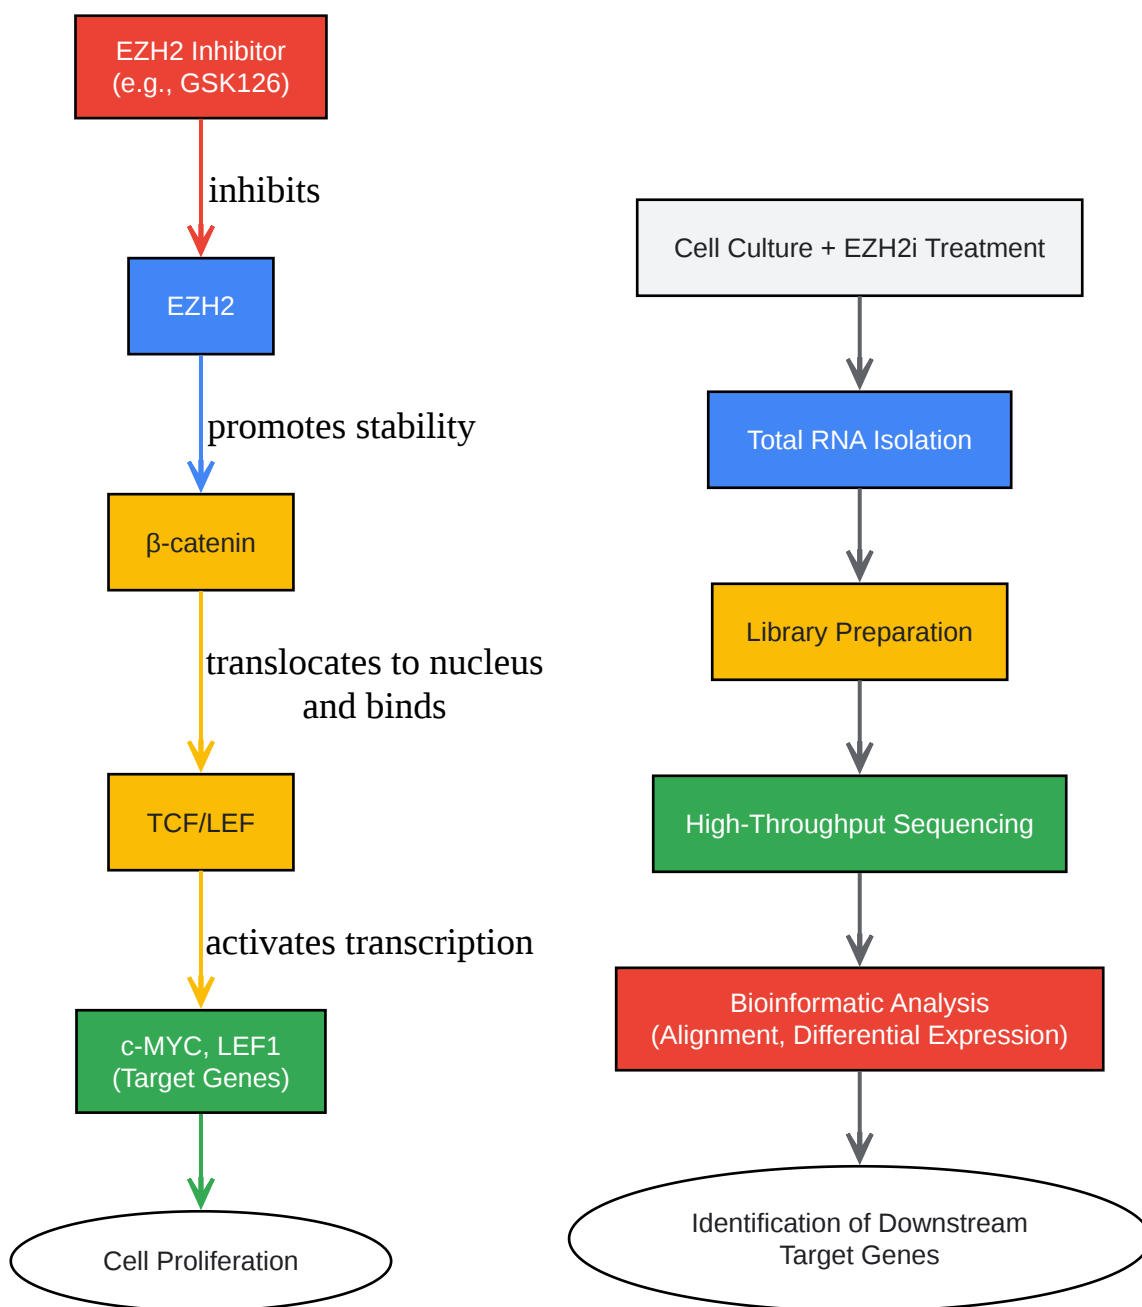 EZH2 Inhibitor
(e.g., GSK126)
inhibits
EZH2
promotes stability
β-catenin
translocates to nucleus
and binds
TCF/LEF
activates transcription
c-MYC, LEF1
(Target Genes)
Cell Proliferation
Cell Culture + EZH2i Treatment
Total RNA Isolation
Library Preparation
High-Throughput Sequencing
Bioinformatic Analysis
(Alignment, Differential Expression)
Identification of Downstream
Target Genes